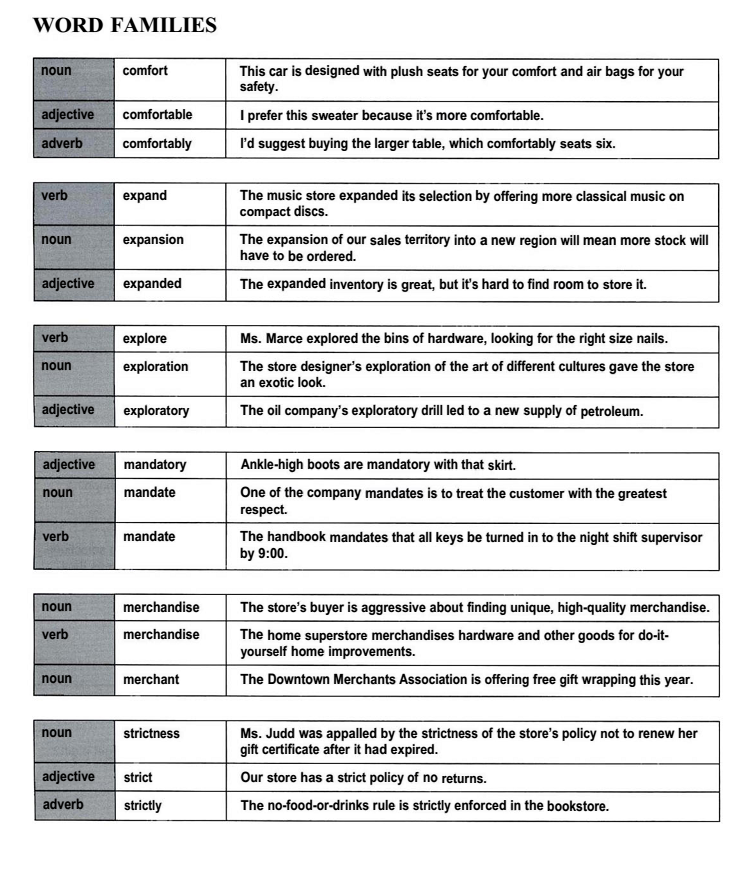 WORD FAMILIES
noun comfort This car is designed with plush seats for your comfort and air bags for your
safety.
adjective comfortable I prefer this sweater because it's more comfortable.
adverb comfortably I'd suggest buying the larger table, which comfortably seats six.
verb expand The music store expanded its selection by offering more classical music on
compact discs.
noun expansion The expansion of our sales territory into a new region will mean more stock will
have to be ordered.
adjective expanded The expanded inventory is great, but it's hard to find room to store it.
verb explore Ms. Marce explored the bins of hardware, looking for the right size nails.
noun exploration The store designer's exploration of the art of different cultures gave the store
an exotic look.
adjective exploratory The oil company's exploratory drill led to a new supply of petroleum.
adjective mandatory Ankle-high boots are mandatory with that skirt.
noun mandate One of the company mandates is to treat the customer with the greatest
respect.
verb mandate The handbook mandates that all keys be turned in to the night shift supervisor
by 9:00.
noun merchandise The store's buyer is aggressive about finding unique, high-quality merchandise.
verb merchandise The home superstore merchandises hardware and other goods for do-it-
yourself home improvements.
noun merchant The Downtown Merchants Association is offering free gift wrapping this year.
noun strictness Ms. Judd was appalled by the strictness of the store's policy not to renew her
gift certificate after it had expired.
adjective strict Our store has a strict policy of no returns.
adverb strictly The no-food-or-drinks rule is strictly enforced in the bookstore.